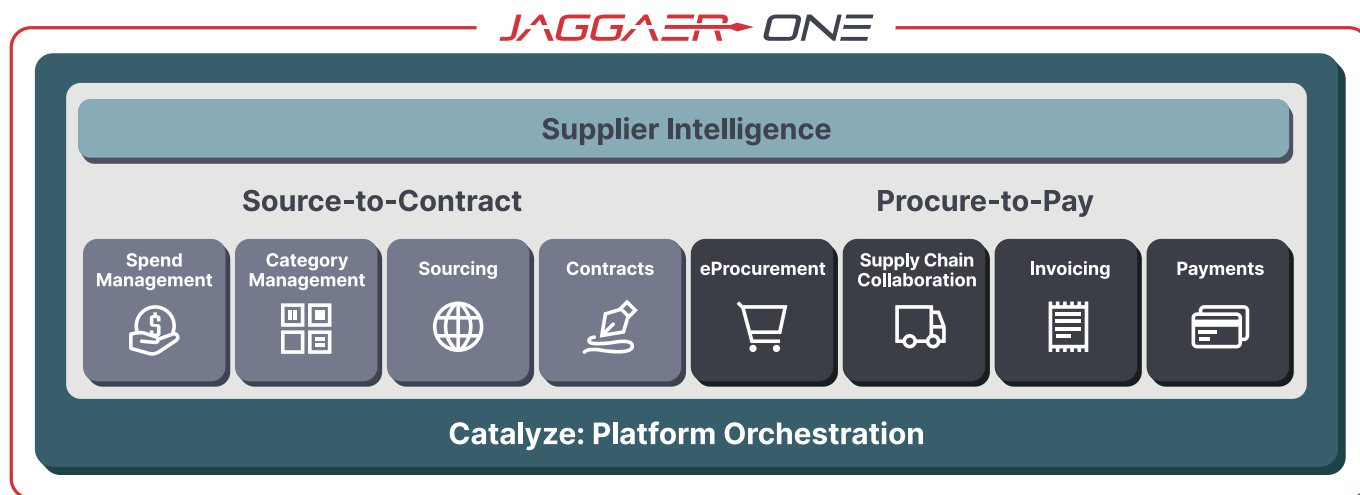 JAGGAER ONE
Supplier Intelligence
Source-to-Contract
Procure-to-Pay
Spend
Management
Category
Management
Sourcing
Contracts
eProcurement
Supply Chain
Collaboration
Invoicing
Payments
Catalyze: Platform Orchestration